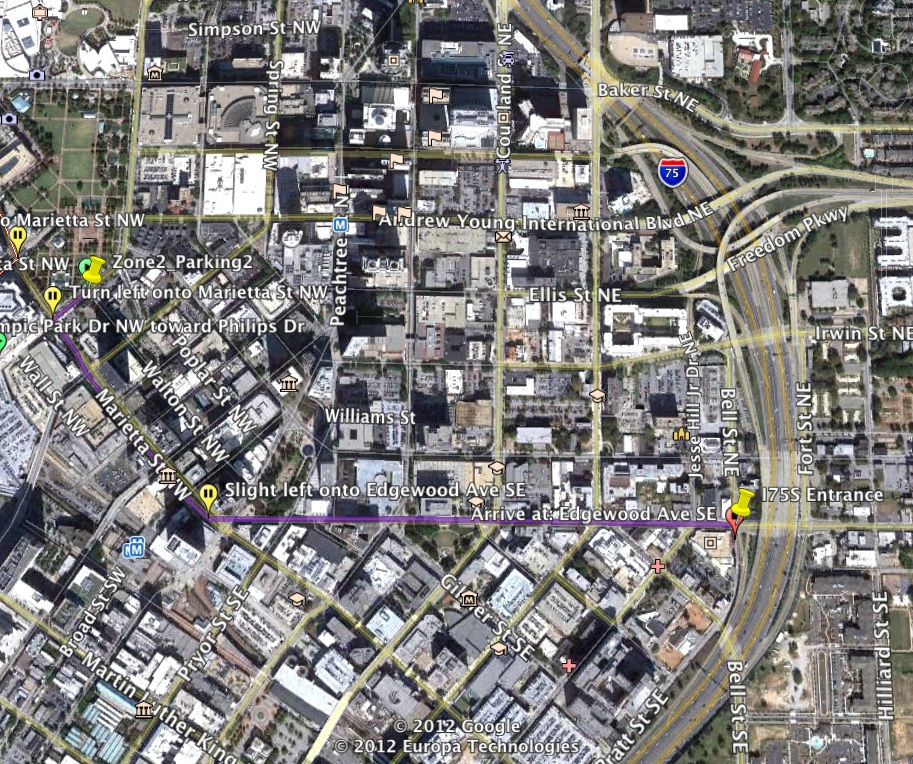 Simpson St NW
Spring St NW
Courtland St NE
Baker St NE
75
Marietta St NW
Peachtree
N
Andrew Young International Blvd NE
Freedom Pkwy
Zone2_Parking2
ta St NW
Turn left onto Marietta St NW
Ellis St NE
mpic Park Dr NW toward Philips Dr
Irwin St NE
Poplar St NW
Walton St NW
Wall St NW
Marietta St NW
Williams St
Jesse Hill Jr Dr NE
Bell St NE
Fort St NE
Slight left onto Edgewood Ave SE
I75S Entrance
Arrive at: Edgewood Ave SE
Broad St SW
Pryor St SE
Gilmer St SE
Hilliard St SE
Martin Luther King
Bell St SE
Pratt St SE
© 2012 Google
© 2012 Europa Technologies